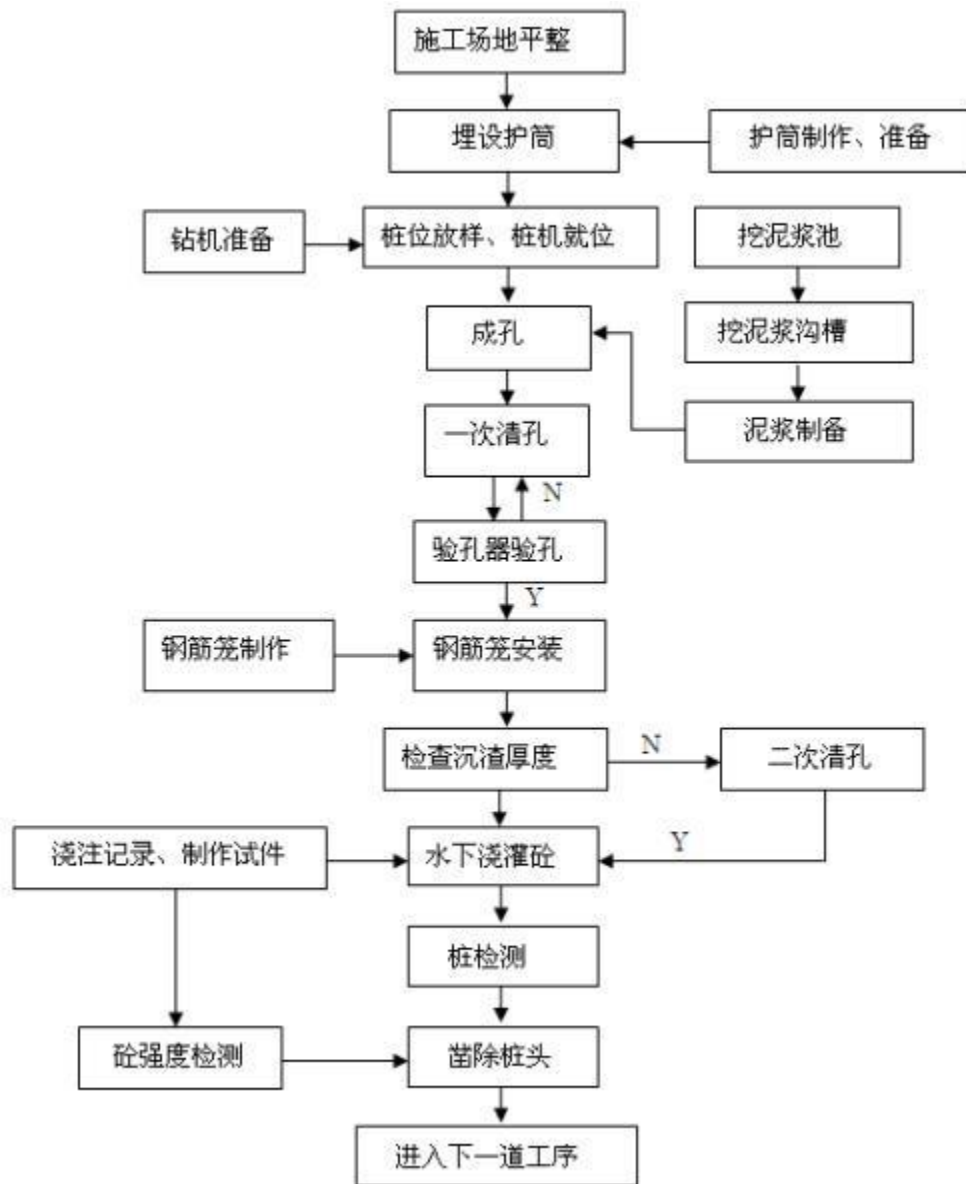 施工场地平整
埋设护筒
护筒制作、准备
钻机准备
桩位放样、桩机就位
挖泥浆池
成孔
挖泥浆沟槽
一次清孔
泥浆制备
N
验孔器验孔
Y
钢筋笼制作
钢筋笼安装
检查沉渣厚度
N
二次清孔
浇注记录、制作试件
水下浇灌砼
Y
桩检测
砼强度检测
凿除桩头
进入下一道工序